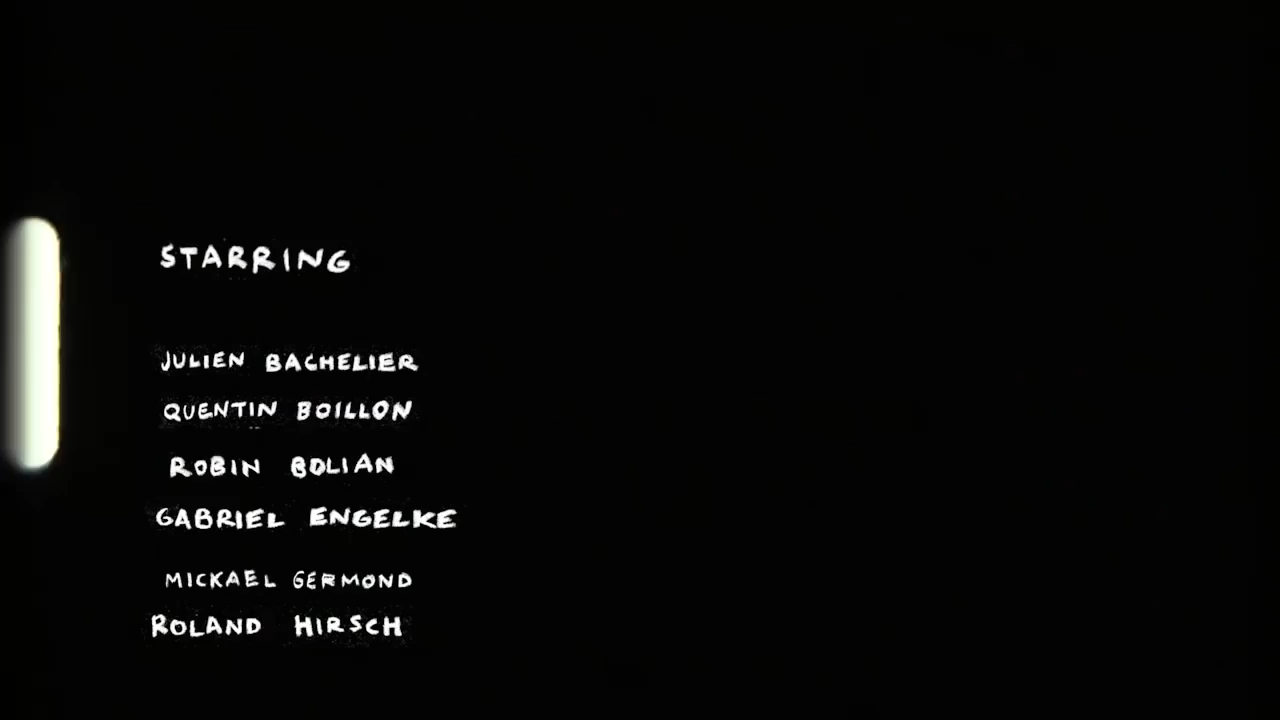 STARRING
JULIEN BACHELIER
QUENTIN BOILLON
ROBIN BOLIAN
GABRIEL ENGELKE
MICKAEL GERMOND
ROLAND HIRSCH